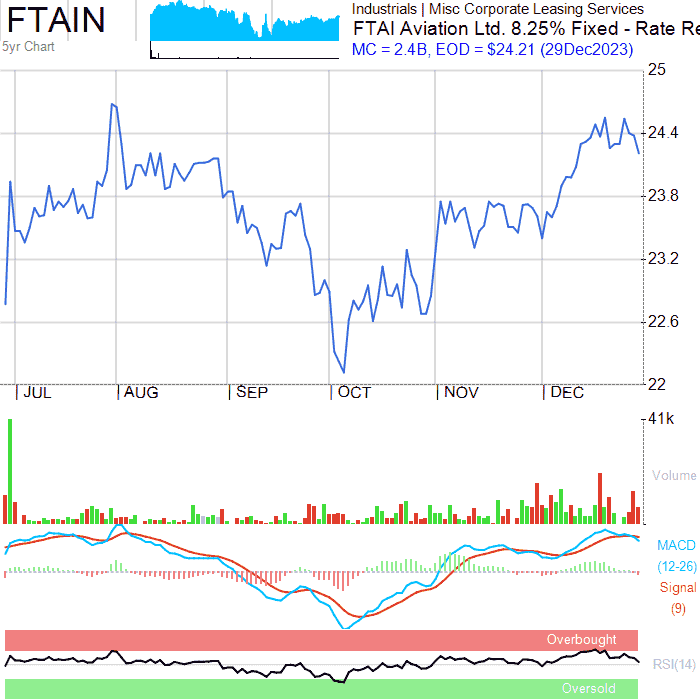 FTAIN
5yr Chart
Industrials | Misc Corporate Leasing Services
FTAI Aviation Ltd. 8.25% Fixed - Rate Re
MC = 2.4B, EOD = $24.21 (29Dec2023)
25
24.4
23.8
23.2
22.6
22
JUL AUG SEP OCT NOV DEC
41k
Volume
MACD
(12-26)
Signal
(9)
Overbought
RSI(14)
Oversold